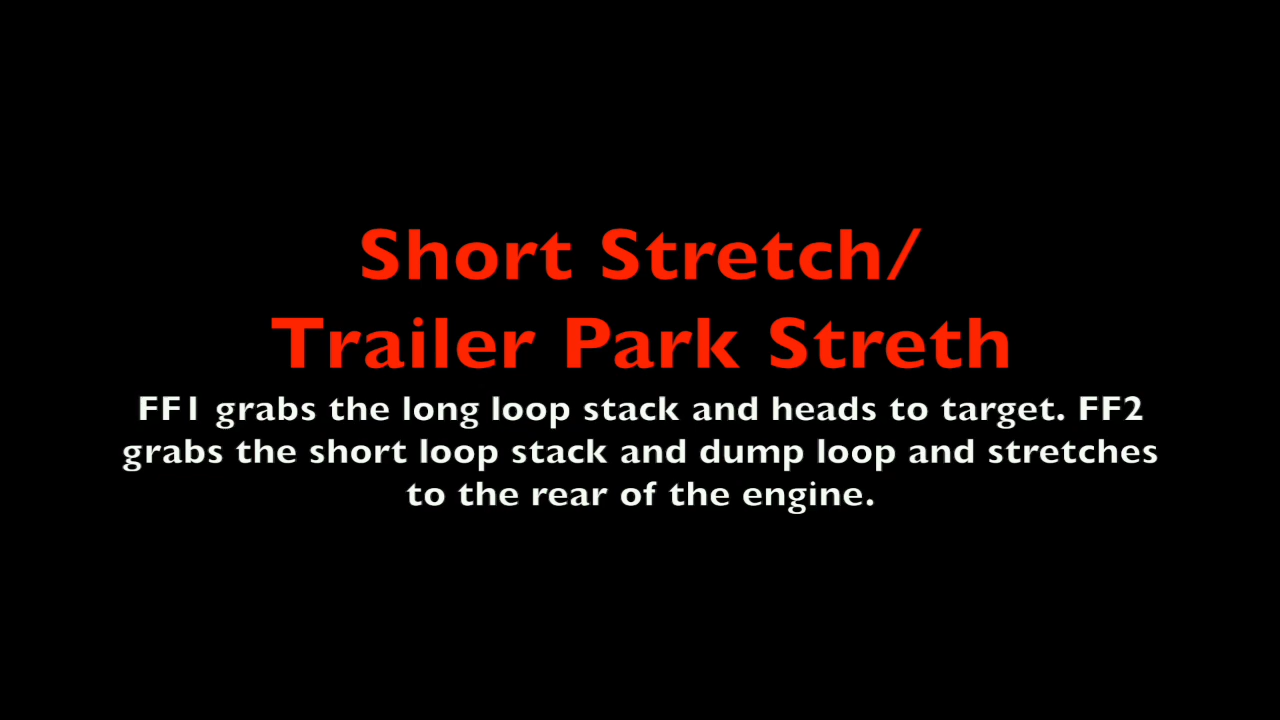 Short Stretch/
Trailer Park Streth
FF1 grabs the long loop stack and heads to target. FF2
grabs the short loop stack and dump loop and stretches
to the rear of the engine.